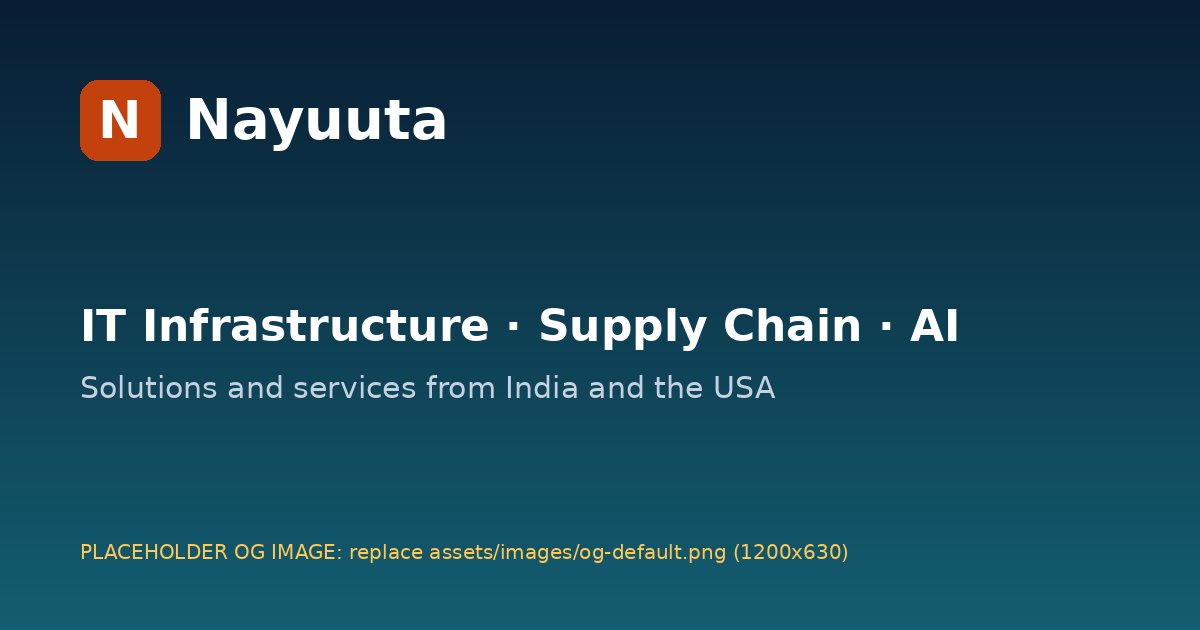 N Nayuuta
IT Infrastructure · Supply Chain · AI
Solutions and services from India and the USA
PLACEHOLDER OG IMAGE: replace assets/images/og-default.png (1200x630)